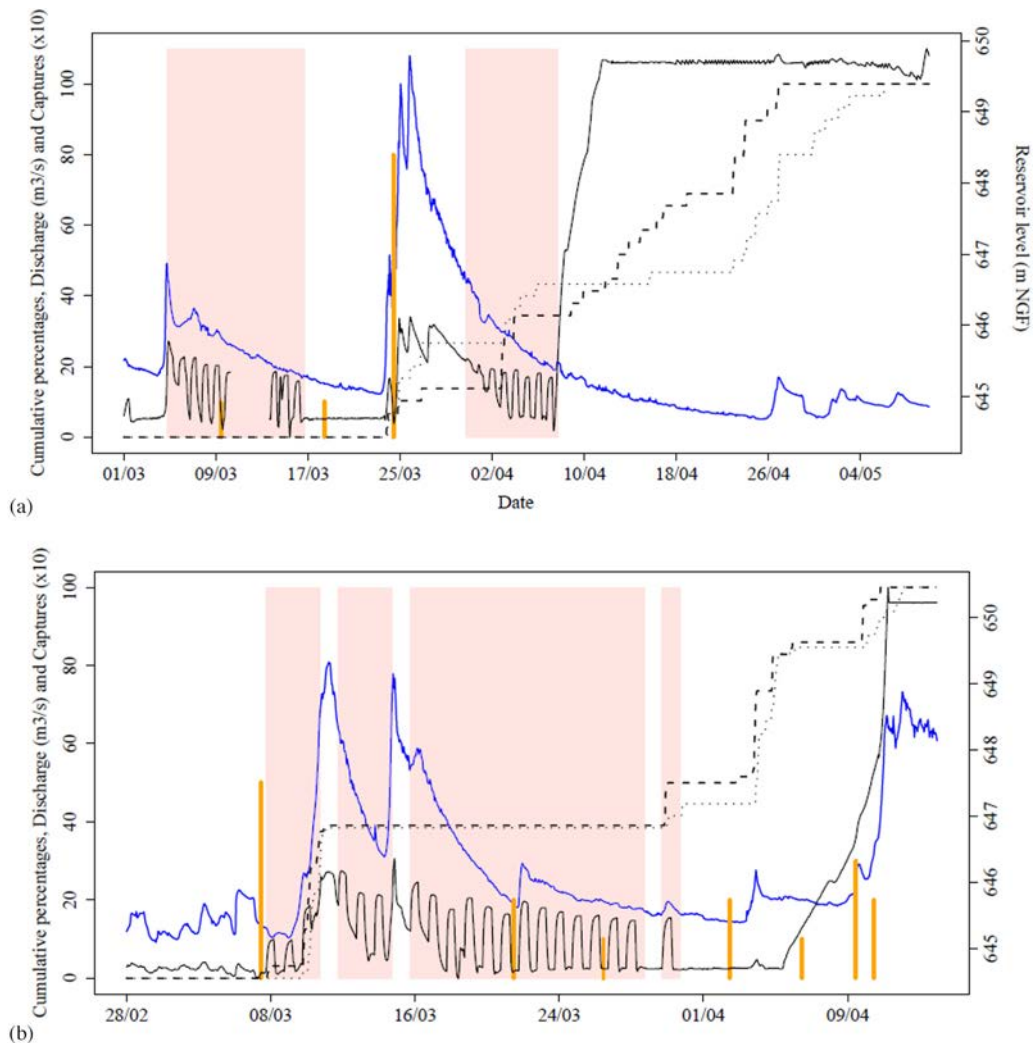 Cumulative percentages, Discharge (m3/s) and Captures (x10)
100
80
60
40
20
0
650
649
648
647
646
645
Reservoir level (m NGF)
01/03 09/03 17/03 25/03 02/04 10/04 18/04 26/04 04/05
Date
(a)
Cumulative percentages, Discharge (m3/s) and Captures (x10)
100
80
60
40
20
0
650
649
648
647
646
645
Reservoir level (m NGF)
28/02 08/03 16/03 24/03 01/04 09/04
(b)